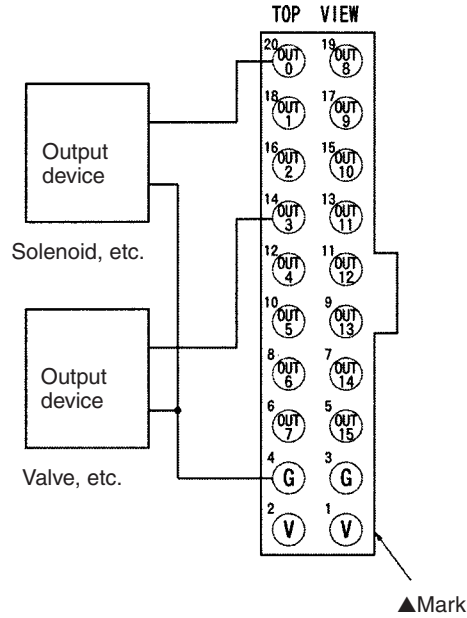 TOP VIEW
20 OUT 0 19 OUT 8
18 OUT 1 17 OUT 9
16 OUT 2 15 OUT 10
14 OUT 3 13 OUT 11
12 OUT 4 11 OUT 12
10 OUT 5 9 OUT 13
8 OUT 6 7 OUT 14
6 OUT 7 5 OUT 15
4 G 3 G
2 V 1 V
Output
device
Solenoid, etc.
Output
device
Valve, etc.
▲Mark